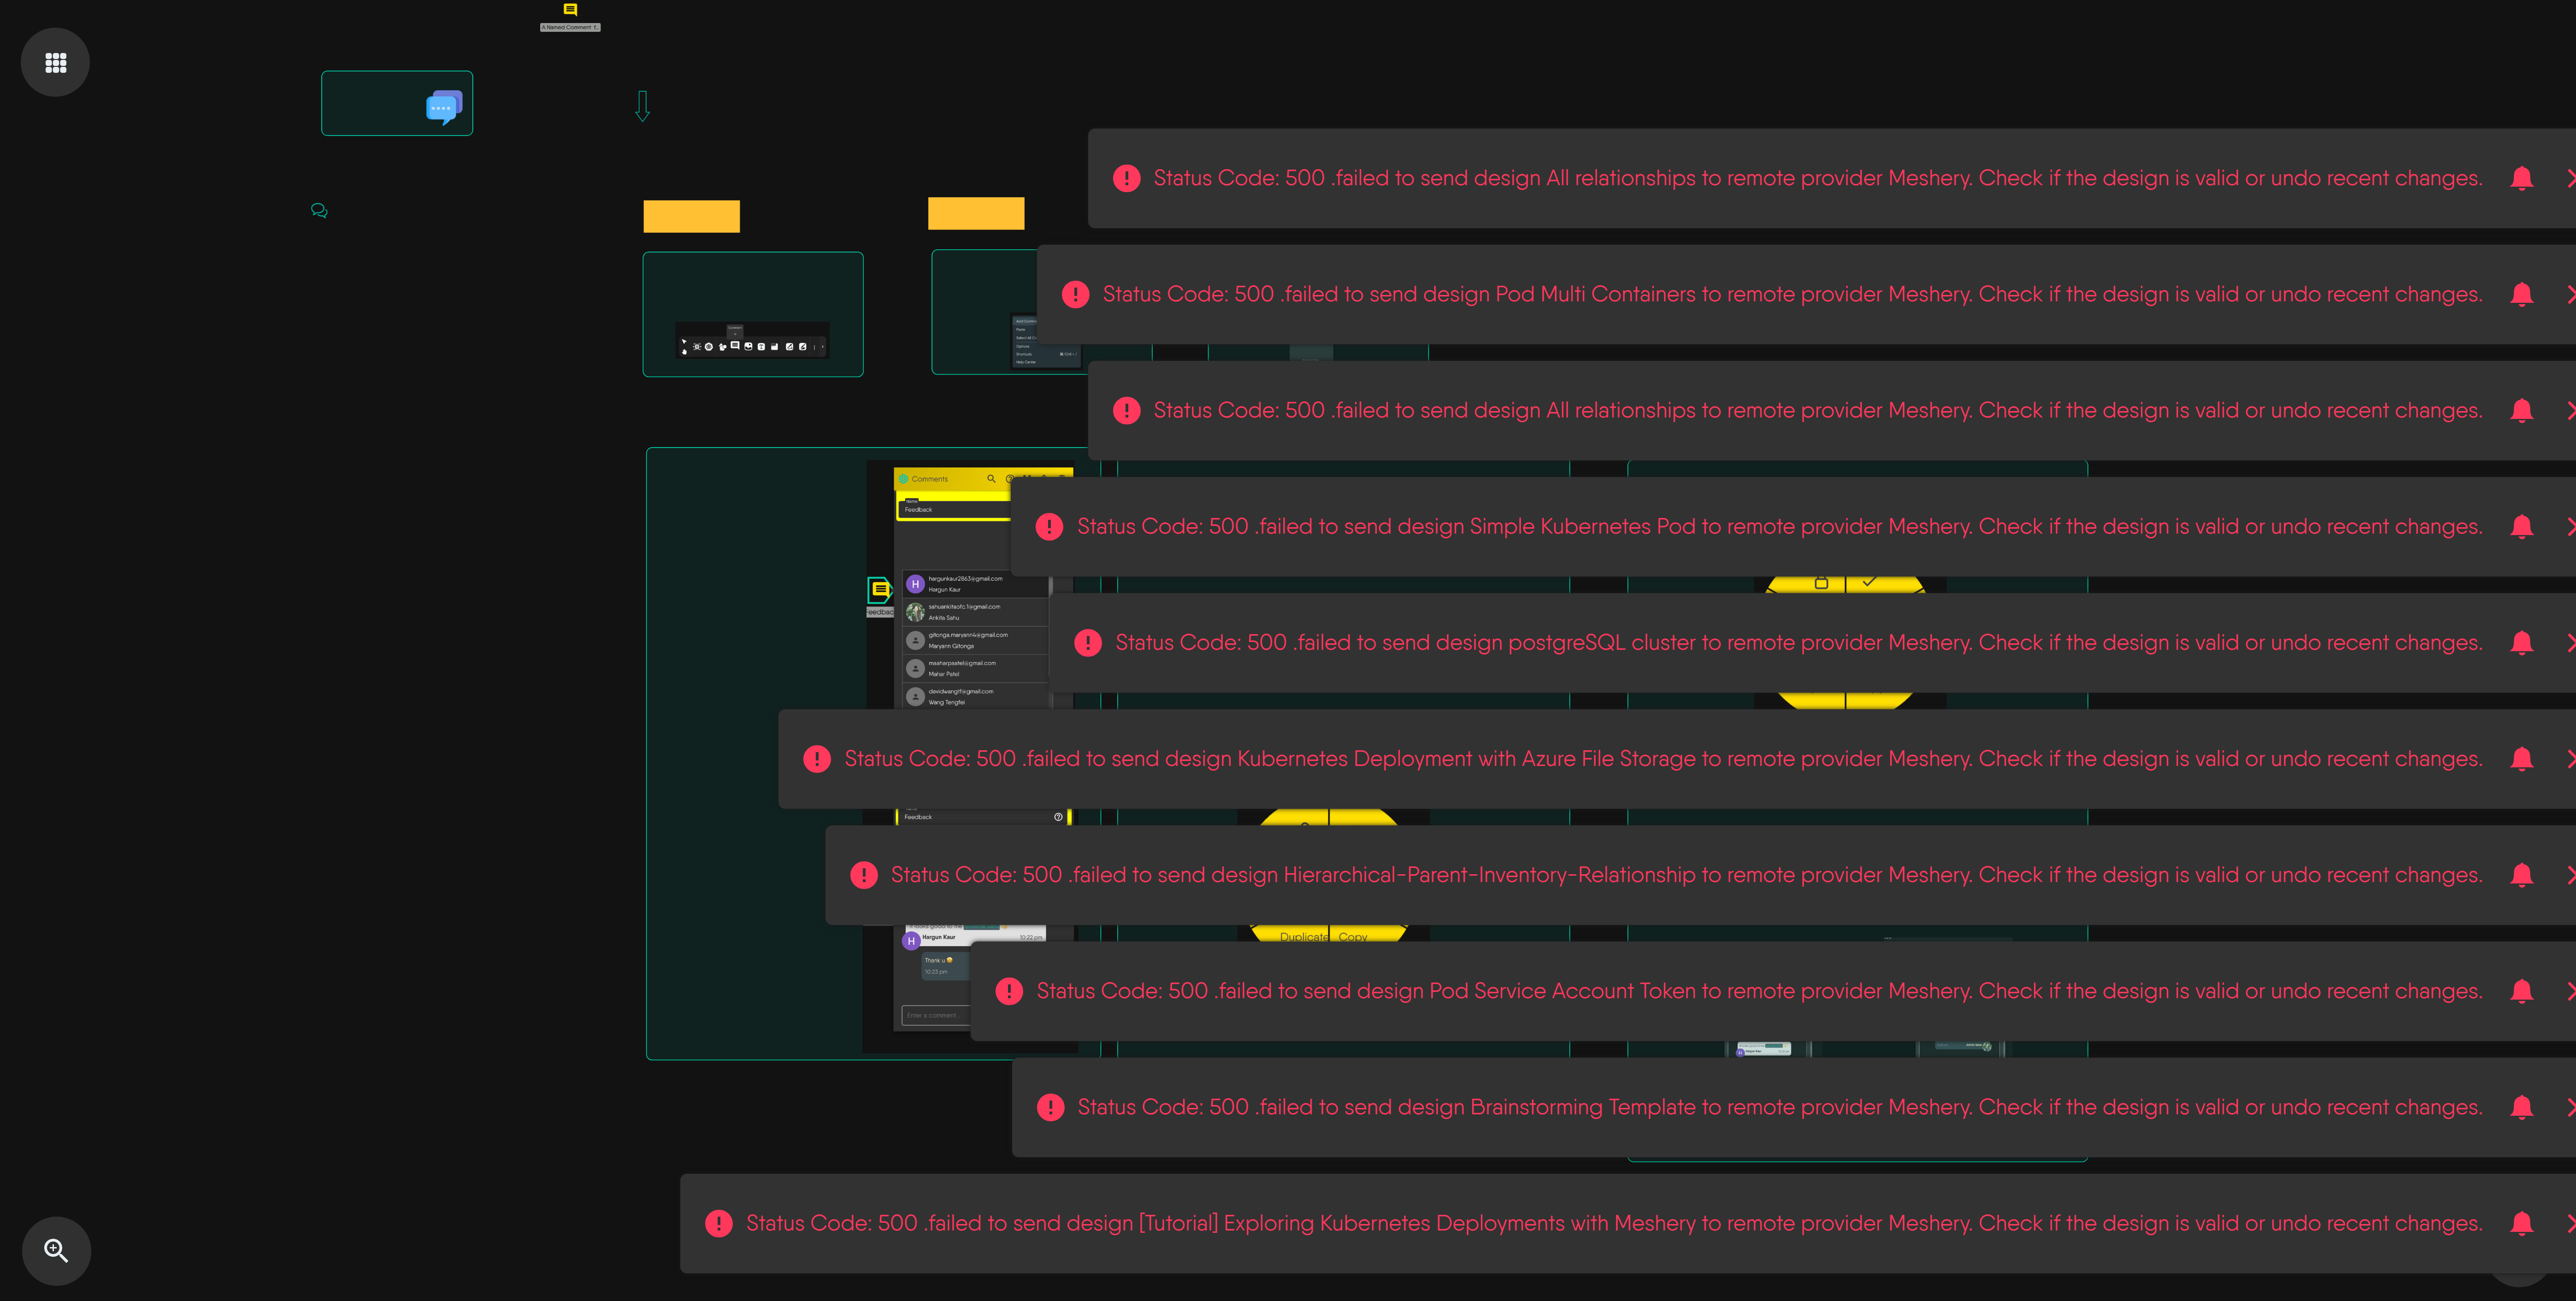 A Named Comment f...
Status Code: 500 .failed to send design All relationships to remote provider Meshery. Check if the design is valid or undo recent changes.
Status Code: 500 .failed to send design Pod Multi Containers to remote provider Meshery. Check if the design is valid or undo recent changes.
Comment
Paste
Options
Shortcuts
Help Center
Status Code: 500 .failed to send design All relationships to remote provider Meshery. Check if the design is valid or undo recent changes.
Comments
Name
Feedback
Status Code: 500 .failed to send design Simple Kubernetes Pod to remote provider Meshery. Check if the design is valid or undo recent changes.
hargunkaur2863@gmail.com
Hargun Kaur
sahuankitaofc.1@gmail.com
Ankita Sahu
gitonga.maryann4@gmail.com
Maryann Gitonga
Status Code: 500 .failed to send design postgreSQL cluster to remote provider Meshery. Check if the design is valid or undo recent changes.
Mahar Patel
Wang Tengfei
Status Code: 500 .failed to send design Kubernetes Deployment with Azure File Storage to remote provider Meshery. Check if the design is valid or undo recent changes.
Feedback
Status Code: 500 .failed to send design Hierarchical-Parent-Inventory-Relationship to remote provider Meshery. Check if the design is valid or undo recent changes.
H Hargun Kaur 10:22 pm
Duplicate Copy
Thank u
10:23 pm
Status Code: 500 .failed to send design Pod Service Account Token to remote provider Meshery. Check if the design is valid or undo recent changes.
Enter a comment...
Status Code: 500 .failed to send design Brainstorming Template to remote provider Meshery. Check if the design is valid or undo recent changes.
Status Code: 500 .failed to send design [Tutorial] Exploring Kubernetes Deployments with Meshery to remote provider Meshery. Check if the design is valid or undo recent changes.